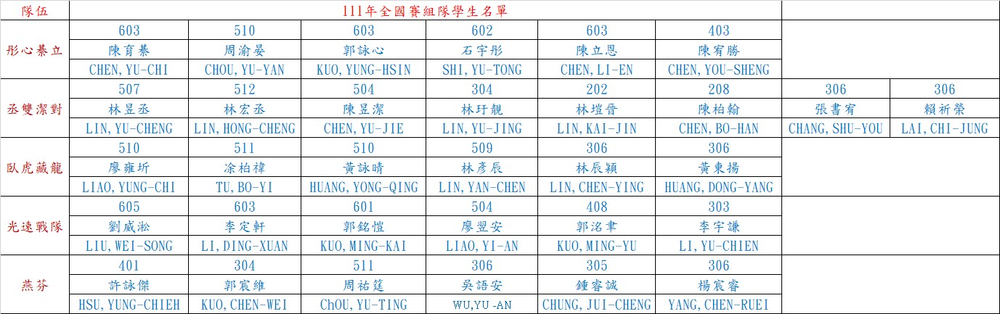 隊伍 111年全國賽組隊學生名單
603 510 603 602 603 403
彤心綦立 陳育綦 周渝晏 郭詠心 石宇彤 陳立恩 陳宥勝
CHEN,YU-CHI CHOU,YU-YAN KUO,YUNG-HSIN SHI,YU-TONG CHEN,LI-EN CHEN,YOU-SHENG
507 512 504 304 202 208 306 306
丞雙潔對 林昱丞 林宏丞 陳昱潔 林玗靚 林塏晉 陳柏翰 張書宥 賴祈榮
LIN,YU-CHENG LIN,HONG-CHENG CHEN,YU-JIE LIN,YU-JING LIN,KAI-JIN CHEN,BO-HAN CHANG,SHU-YOU LAI,CHI-JUNG
510 511 510 509 306 306
臥虎藏龍 廖雍圻 凃柏禕 黃詠晴 林彥辰 林辰穎 黃東揚
LIAO,YUNG-CHI TU,BO-YI HUANG,YONG-QING LIN,YAN-CHEN LIN,CHEN-YING HUANG,DONG-YANG
605 603 601 504 408 303
光速戰隊 劉威淞 李定軒 郭銘愷 廖翌安 郭洺聿 李宇謙
LIU,WEI-SONG LI,DING-XUAN KUO,MING-KAI LIAO,YI-AN KUO,MING-YU LI,YU-CHIEN
401 304 511 306 305 306
燕芬 許詠傑 郭宸維 周祐筳 吳語安 鍾睿誠 楊宸睿
HSU,YUNG-CHIEH KUO,CHEN-WEI ChOU,YU-TING WU,YU -AN CHUNG,JUI-CHENG YANG,CHEN-RUEI